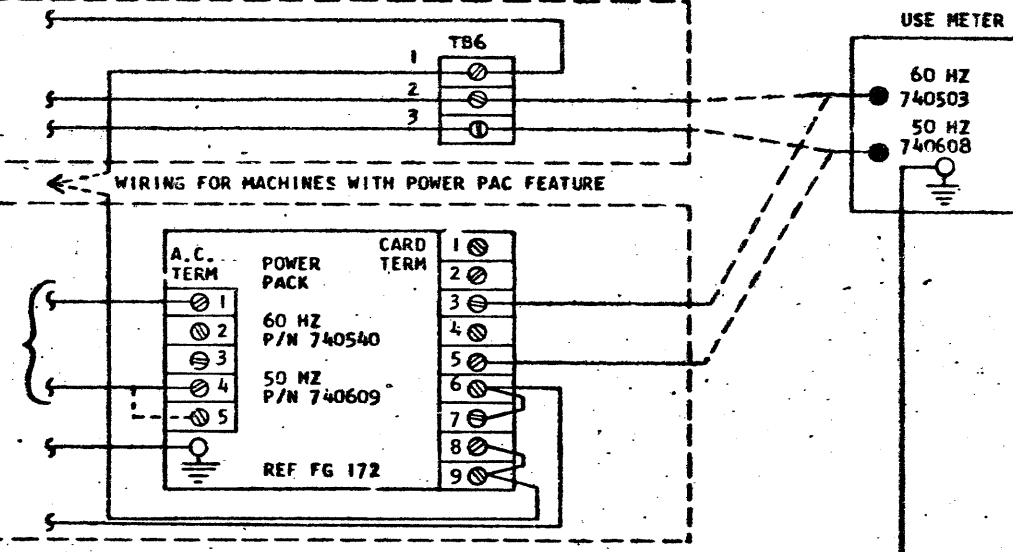 USE METER
TB6
1
2
3
60 HZ
740503
50 HZ
740608
WIRING FOR MACHINES WITH POWER PAC FEATURE
A.C.
TERM
POWER
PACK
CARD
TERM
1
2
3
4
5
60 HZ
P/N 740540
50 HZ
P/N 740609
REF FG 172
1
2
3
4
5
6
7
8
9